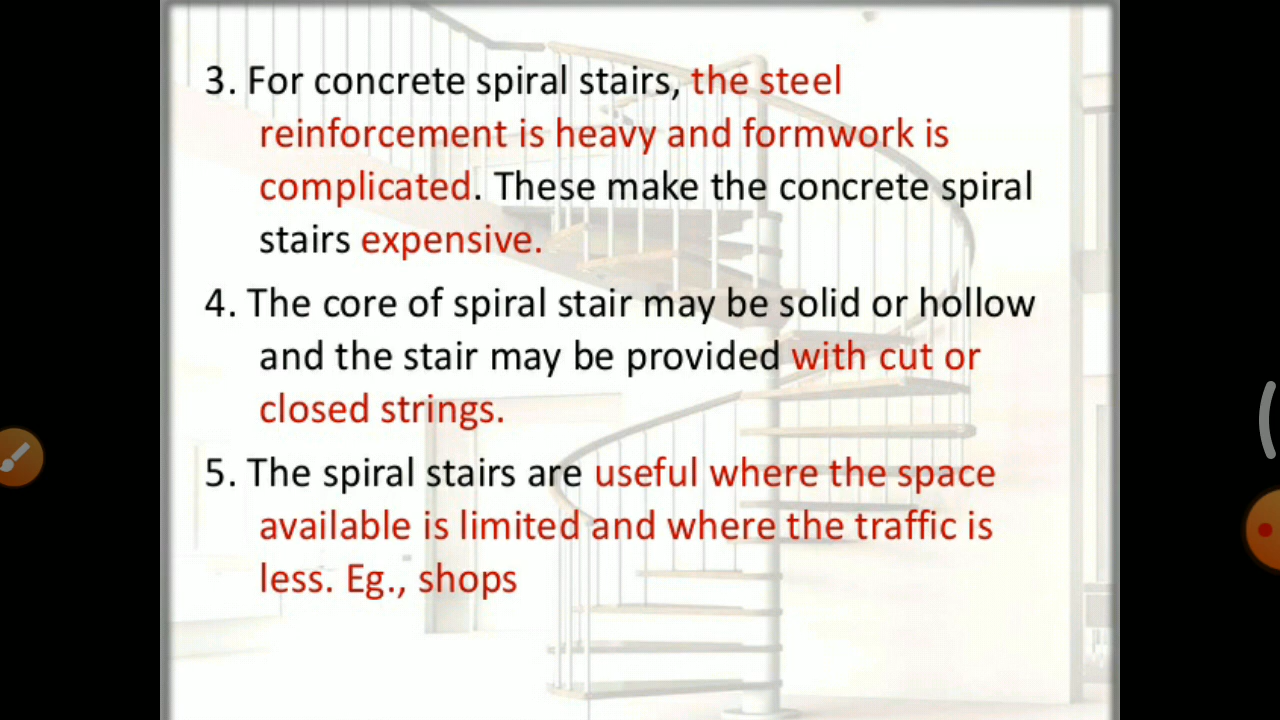 3. For concrete spiral stairs, the steel
reinforcement is heavy and formwork is
complicated. These make the concrete spiral
stairs expensive.
4. The core of spiral stair may be solid or hollow
and the stair may be provided with cut or
closed strings.
5. The spiral stairs are useful where the space
available is limited and where the traffic is
less. Eg., shops